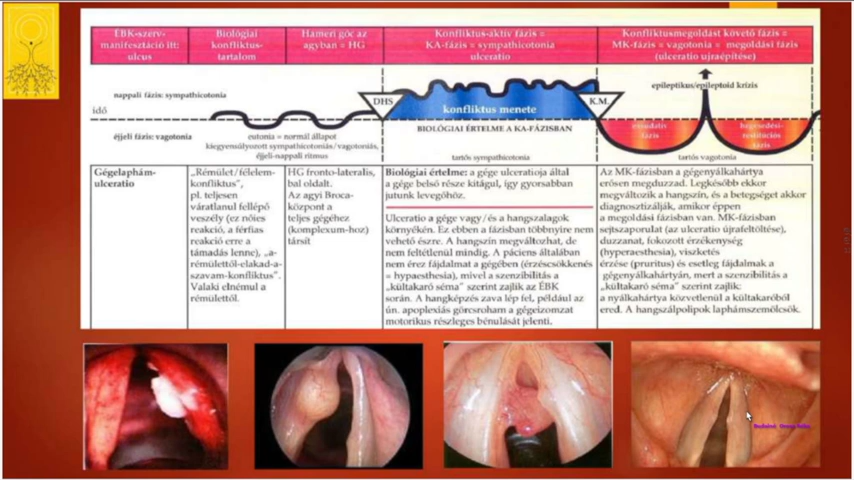 ÉBK-szerv-
manifesztáció itt:
ulcus
Biológiai
konfliktus-
tartalom
Hameri góc az
agyban = HG
Konfliktus-aktív fázis =
KA-fázis = sympathicotonia
ulceratio
Konfliktusmegoldást követő fázis =
MK-fázis = vagotonia = megoldási fázis
(ulceratio ujraépítése)
nappali fázis: sympathicotonia
idő
éjjeli fázis: vagotonia
eutonia = normál állapot
kiegyensúlyozott sympathicotoniás/vagotoniás,
éjjeli-nappali ritmus
DHS
konfliktus menete
BIOLÓGIAI ÉRTELME A KA-FÁZISBAN
tartós sympathicotonia
K.M.
epileptikus/epileptoid krízis
exsudatív
fázis
hegesedési-
restitúciós
fázis
tartós vagotonia
Gégelaphám-
ulceratio
„Rémület/félelem-
konfliktus”,
pl. teljesen
váratlanul fellépő
veszély (ez nőies
reakció, a férfias
reakció erre a
támadás lenne), „a-
rémülettől-elakad-a-
szavam-konfliktus”.
Valaki elnémul a
rémülettől.
HG fronto-lateralis,
bal oldalt.
Az agyi Broca-
központ a
teljes gégéhez
(komplexum-hoz)
társít
Biológiai értelme: a gége ulceratioja által
a gége belső része kitágul, így gyorsabban
jutunk levegőhöz.
Ulceratio a gége vagy/és a hangszalagok
környékén. Ez ebben a fázisban többnyire nem
vehető észre. A hangszín megváltozhat, de
nem feltétlenül mindig. A páciens általában
nem érez fájdalmat a gégében (érzéscsökkenés
= hypaesthesia), mivel a szenzibilitás a
„kültakaró séma” szerint zajlik az ÉBK
során. A hangképzés zava lép fel, például az
ún. apoplexiás görcsroham a gégeizomzat
motorikus részleges bénulását jelenti.
Az MK-fázisban a gégenyálkahártya
erősen megduzzad. Legkésőbb ekkor
megváltozik a hangszín, és a betegséget akkor
diagnosztizálják, amikor éppen
a megoldási fázisban van. MK-fázisban
sejtszaporulat (az ulceratio újrafeltöltése),
duzzanat, fokozott érzékenység
(hyperaesthesia), viszketés
érzése (pruritus) és esetleg fájdalmak a
gégenyálkahártyán, mert a szenzibilitás a
„kültakaró séma” szerint zajlik:
a nyálkahártya közvetlenül a kültakaróból
ered. A hangszálpolipok laphámszemölcsök.